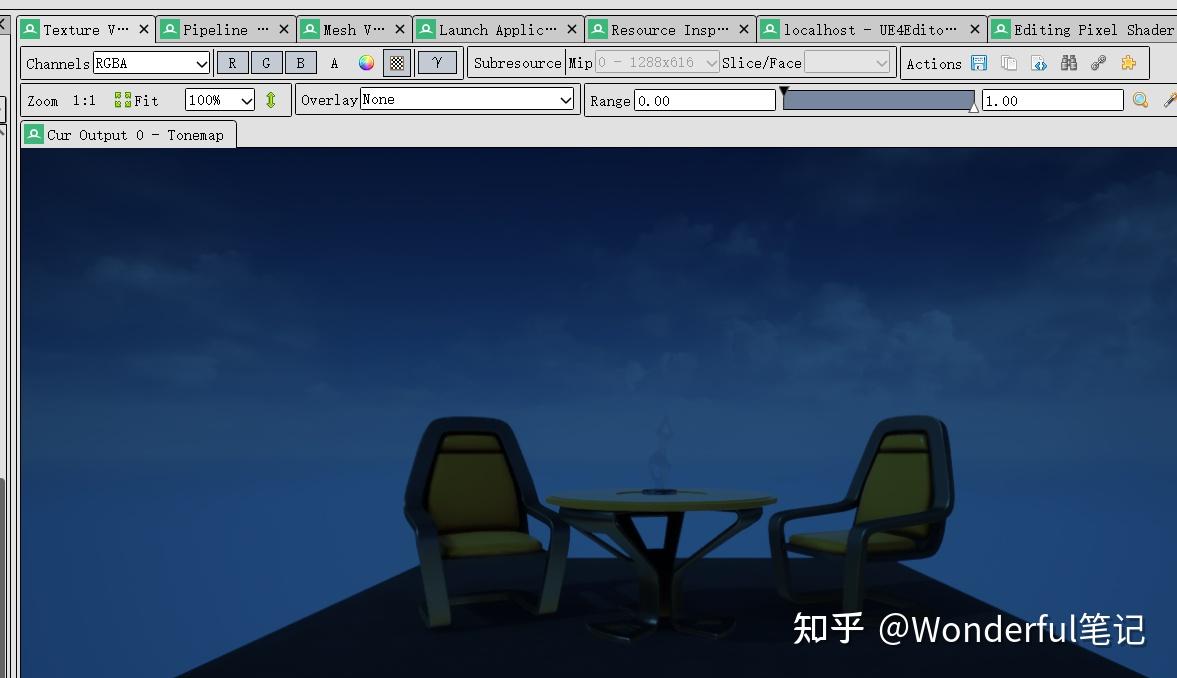 Texture V··· Pipeline ··· Mesh V··· Launch Applic··· Resource Insp··· localhost - UE4Edito··· Editing Pixel Shader
Channels RGBA R G B A γ Subresource Mip 0 - 1288x616 Slice/Face Actions
Zoom 1:1 Fit 100% Overlay None Range 0.00 1.00
Cur Output 0 - Tonemap
知乎 @Wonderful笔记